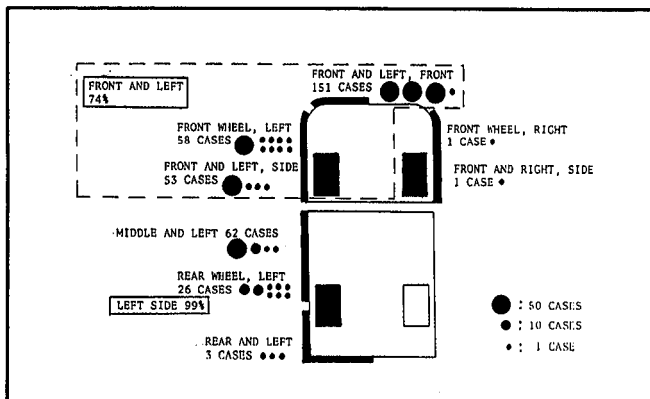 FRONT AND LEFT
74%
FRONT AND LEFT, FRONT
151 CASES
FRONT WHEEL, LEFT
58 CASES
FRONT WHEEL, RIGHT
1 CASE
FRONT AND LEFT, SIDE
53 CASES
FRONT AND RIGHT, SIDE
1 CASE
MIDDLE AND LEFT 62 CASES
REAR WHEEL, LEFT
26 CASES
LEFT SIDE 99%
: 50 CASES
: 10 CASES
: 1 CASE
REAR AND LEFT
3 CASES